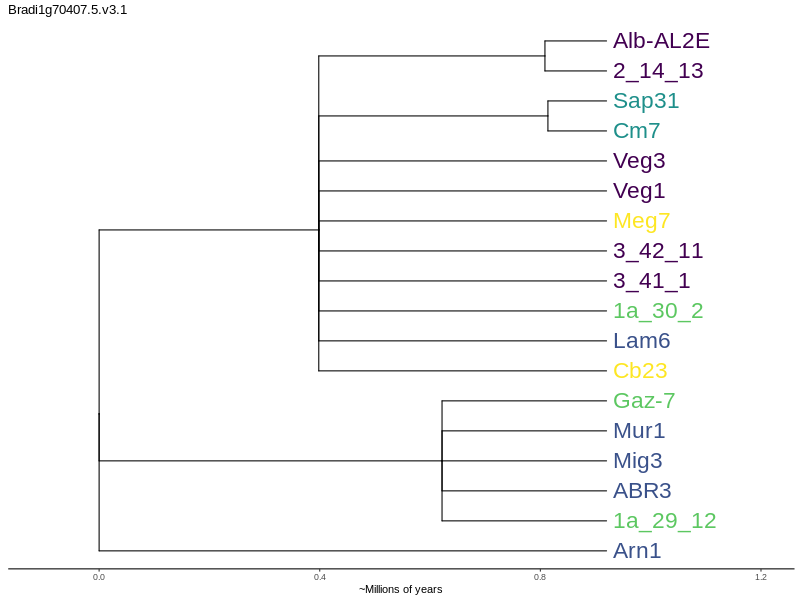 Bradi1g70407.5.v3.1
Alb-AL2E
2_14_13
Sap31
Cm7
Veg3
Veg1
Meg7
3_42_11
3_41_1
1a_30_2
Lam6
Cb23
Gaz-7
Mur1
Mig3
ABR3
1a_29_12
Arn1
0.0 0.4 0.8 1.2
~Millions of years